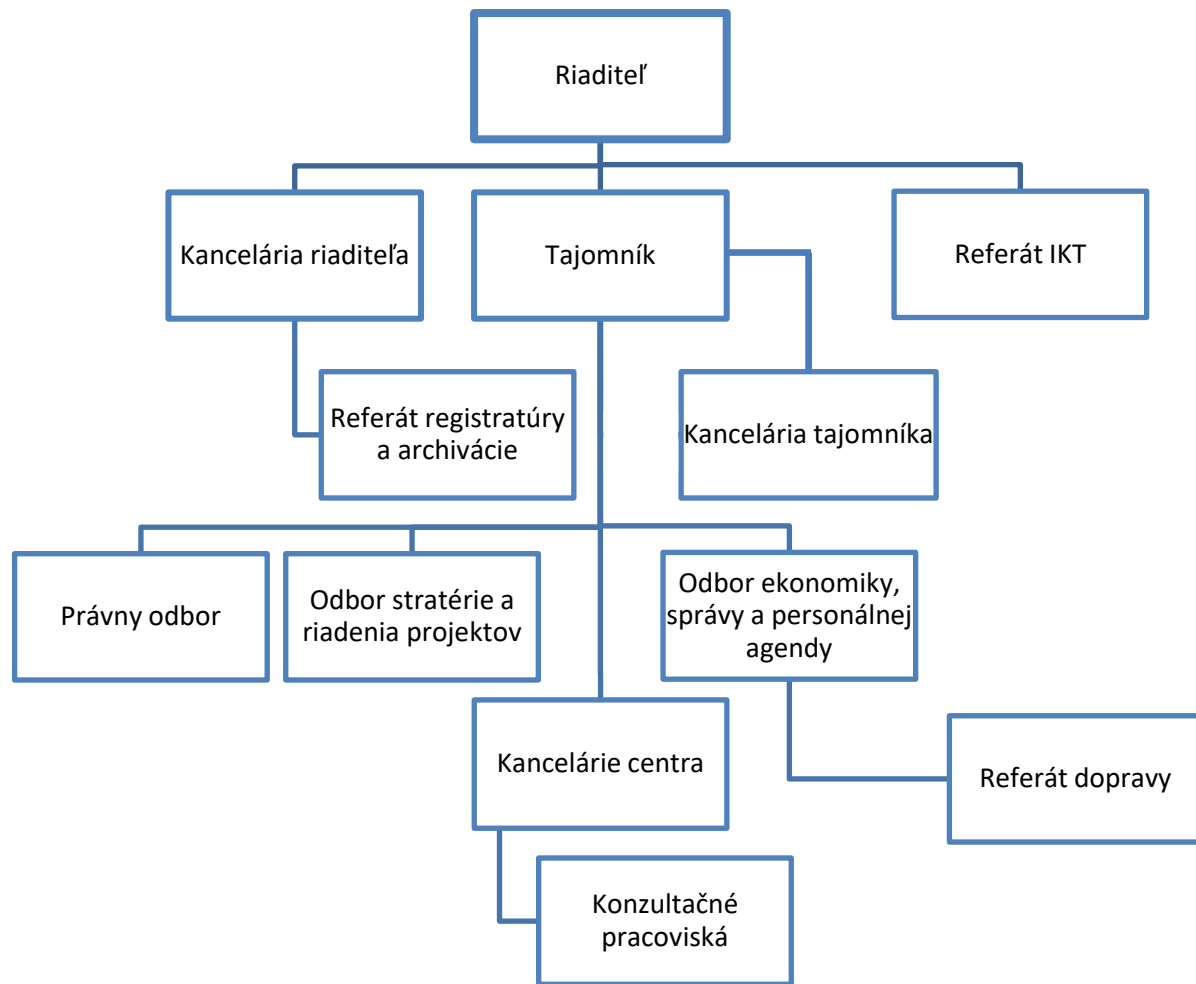 Riaditeľ
Kancelária riaditeľa
Tajomník
Referát IKT
Referát registratúry
a archivácie
Kancelária tajomníka
Právny odbor
Odbor stratérie a
riadenia projektov
Odbor ekonomiky,
správy a personálnej
agendy
Kancelárie centra
Referát dopravy
Konzultačné
pracoviská